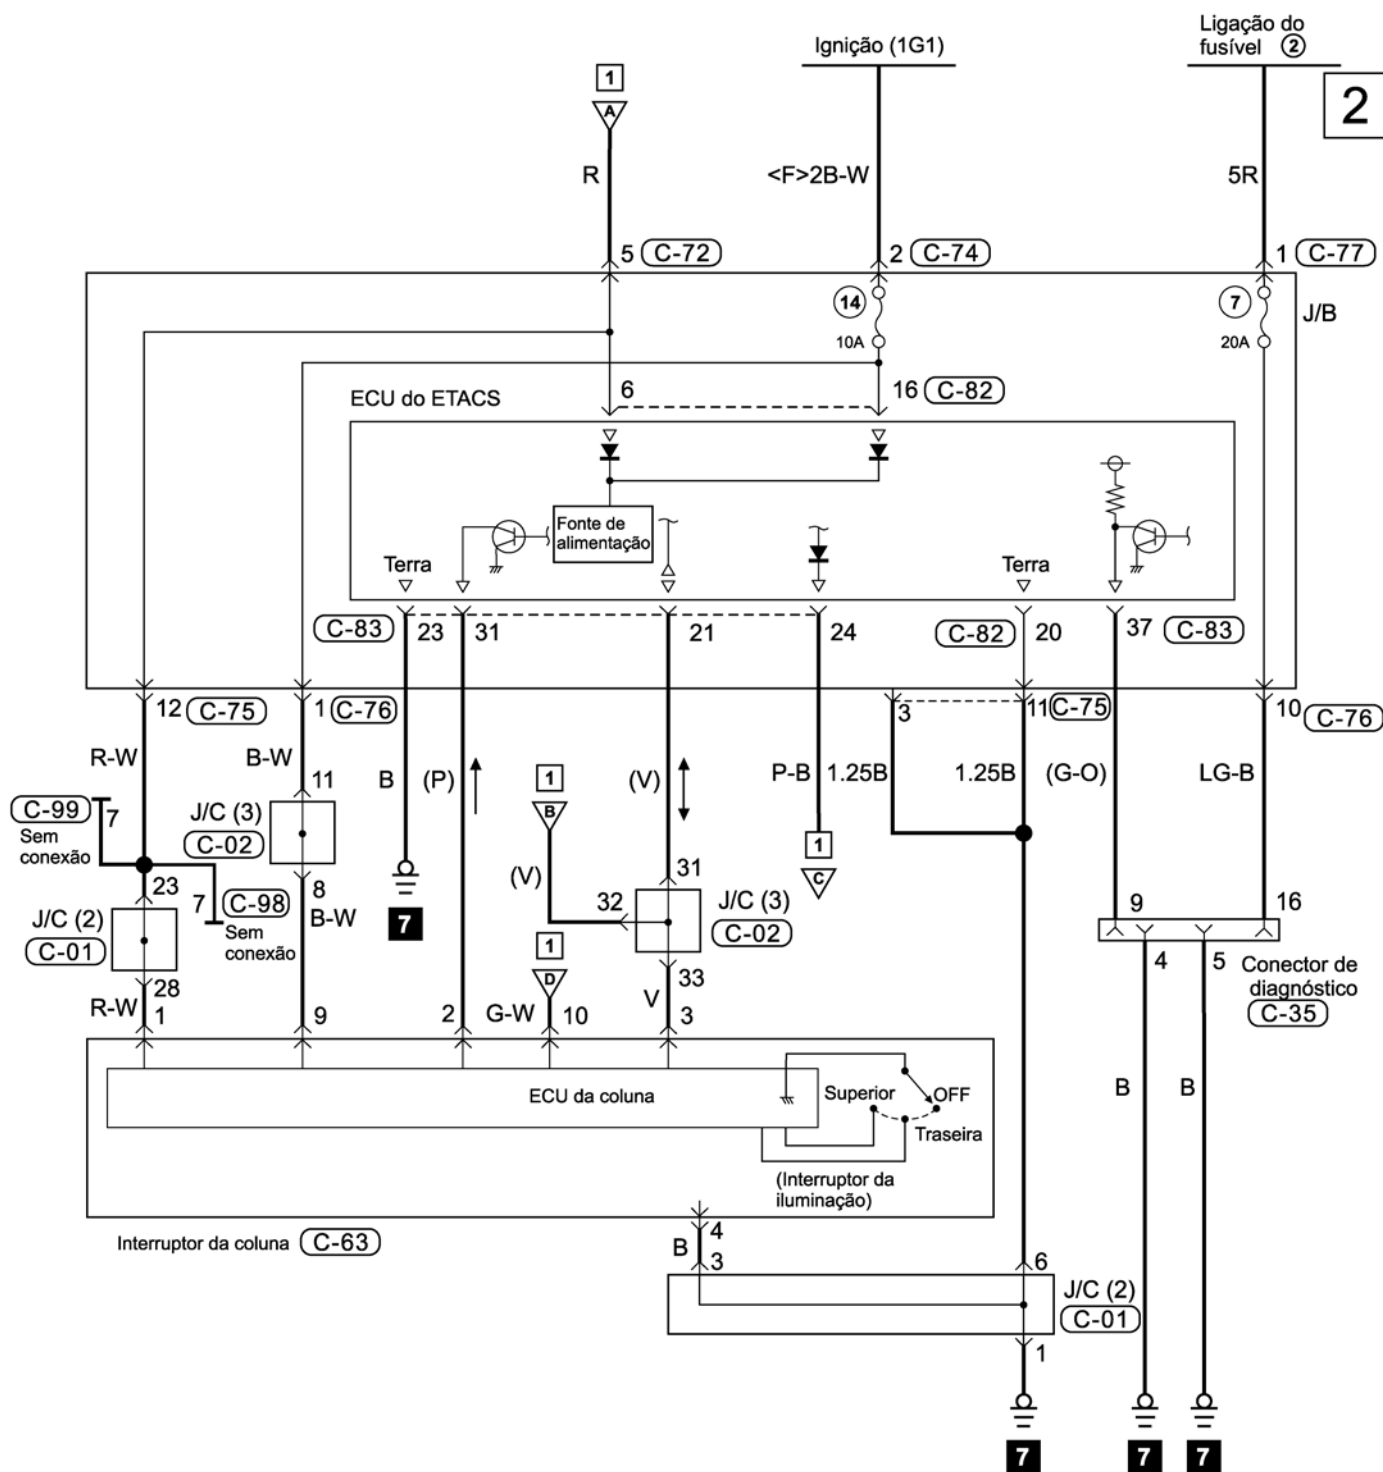 Ligação do
fusível 2
Ignição (1G1)
1
A
2
R
<F>2B-W
5R
5 C-72
2 C-74
1 C-77
14
10A
7
20A
J/B
ECU do ETACS
6
16 C-82
Fonte de
alimentação
Terra
Terra
C-83 23 31 21 24
C-82 20 37 C-83
12 C-75
1 C-76
3
11 C-75
10 C-76
R-W
B-W
B
(P)
(V)
P-B
1.25B
1.25B
(G-O)
LG-B
C-99
7
Sem
conexão
J/C (3)
C-02
11
8
B-W
1
B
(V)
1
C
23
7
C-98
Sem
conexão
J/C (2)
C-01
28
7
32
31
J/C (3)
C-02
33
1
D
9
16
4
5
Conector de
diagnóstico
C-35
R-W
1
9
2
G-W
10
V
3
ECU da coluna
Superior
OFF
Traseira
(Interruptor da
iluminação)
B
B
Interruptor da coluna C-63
4
B
3
6
J/C (2)
C-01
1
7
7
7